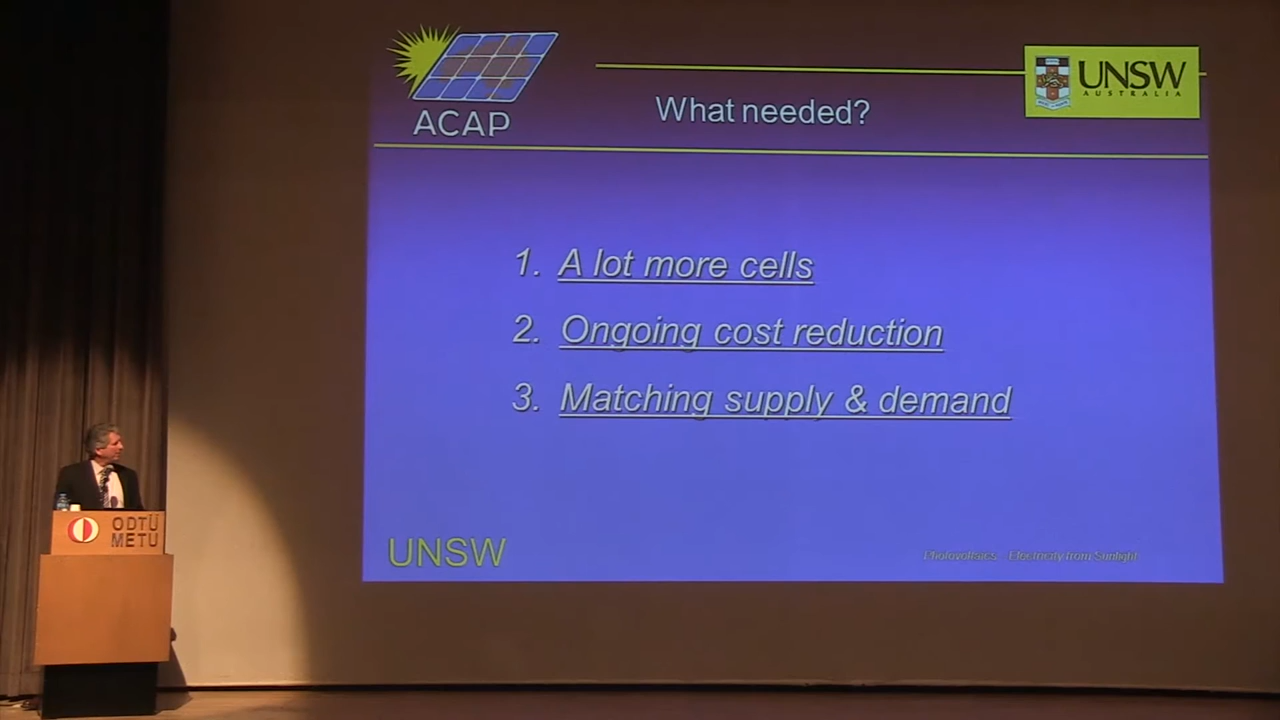 ACAP
UNSW
AUSTRALIA
What needed?
1. A lot more cells
2. Ongoing cost reduction
3. Matching supply & demand
UNSW
Photovoltaics: Electricity from Sunlight
ODTÜ
METU